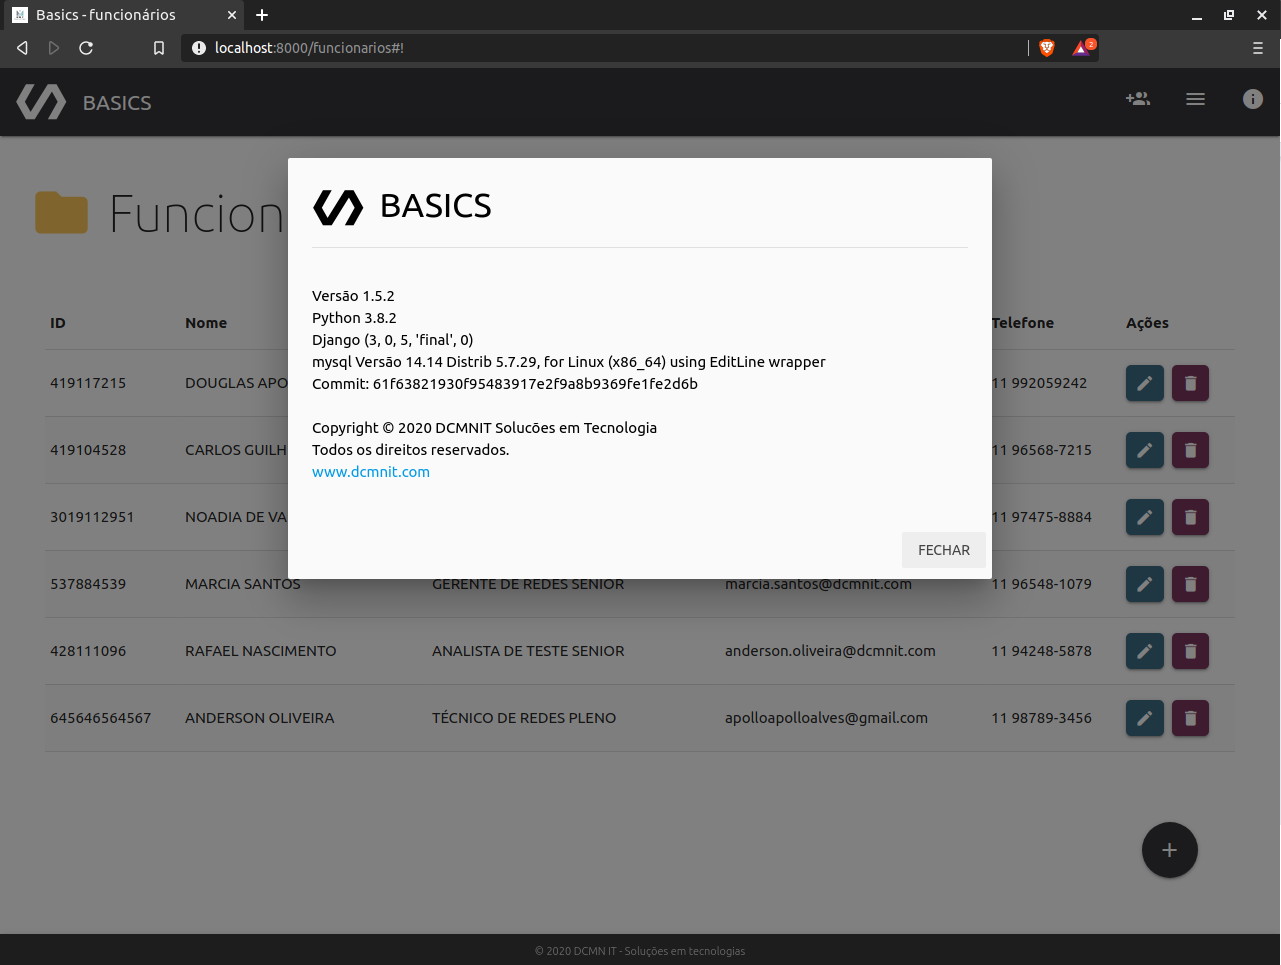 Basics - funcionários
localhost:8000/funcionarios#!
2
BASICS
Funcion
BASICS
Versão 1.5.2
Python 3.8.2
Django (3, 0, 5, 'final', 0)
mysql Versão 14.14 Distrib 5.7.29, for Linux (x86_64) using EditLine wrapper
Commit: 61f63821930f95483917e2f9a8b9369fe1fe2d6b
Copyright © 2020 DCMNIT Solucões em Tecnologia
Todos os direitos reservados.
www.dcmnit.com
FECHAR
ID Nome Telefone Ações
419117215 DOUGLAS APO 11 992059242
419104528 CARLOS GUILH 11 96568-7215
3019112951 NOADIA DE VA 11 97475-8884
537884539 MARCIA SANTOS GERENTE DE REDES SENIOR marcia.santos@dcmnit.com 11 96548-1079
428111096 RAFAEL NASCIMENTO ANALISTA DE TESTE SENIOR anderson.oliveira@dcmnit.com 11 94248-5878
645646564567 ANDERSON OLIVEIRA TÉCNICO DE REDES PLENO apolloapolloalves@gmail.com 11 98789-3456
© 2020 DCMN IT - Soluções em tecnologias